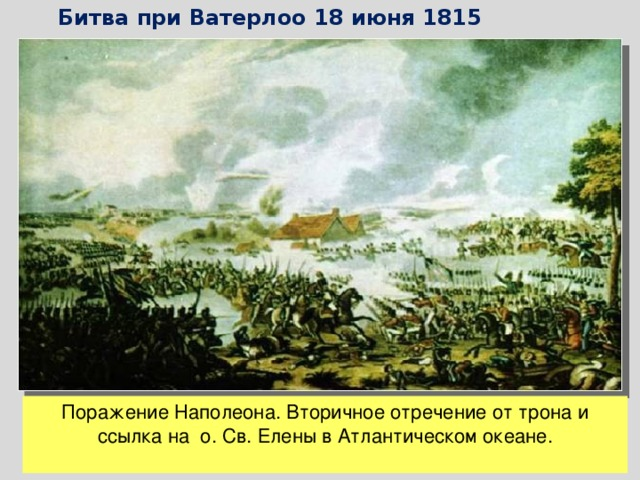 Битва при Ватерлоо 18 июня 1815
Поражение Наполеона. Вторичное отречение от трона и
ссылка на  о. Св. Елены в Атлантическом океане.